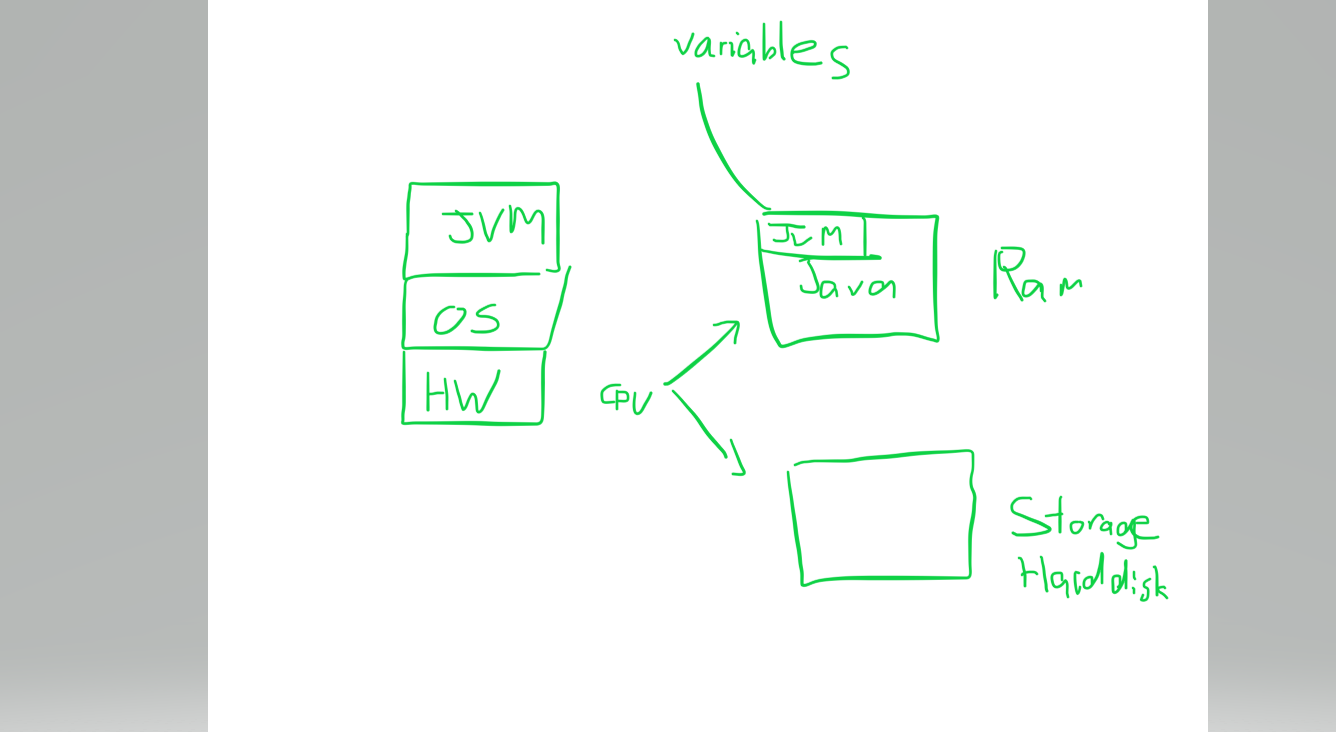 variables
JVM
OS
HW
JVM
Java
Ram
CPU
Storage
Harddisk